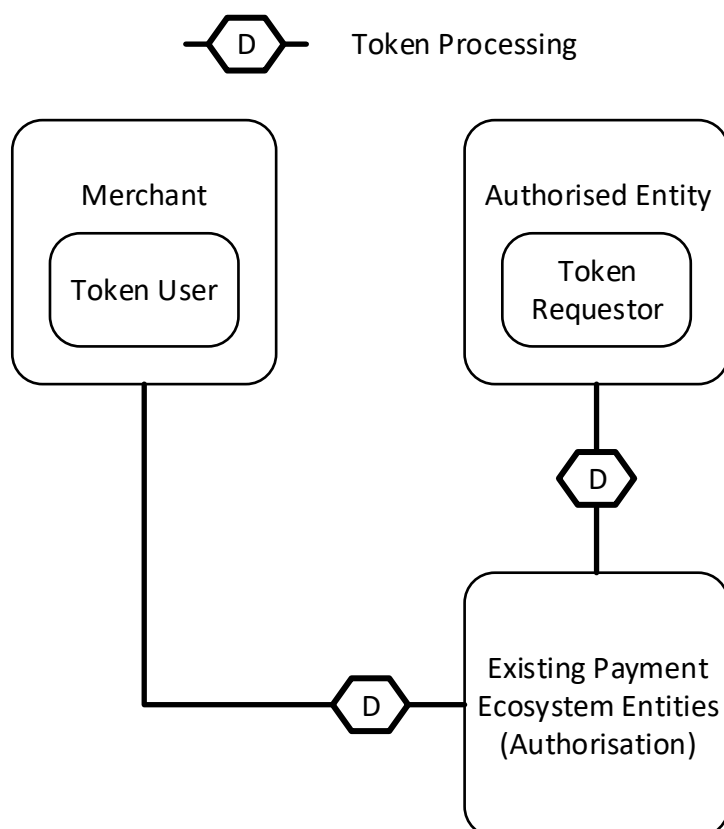 D Token Processing
Merchant
Token User
Authorised Entity
Token
Requestor
D
D
Existing Payment
Ecosystem Entities
(Authorisation)